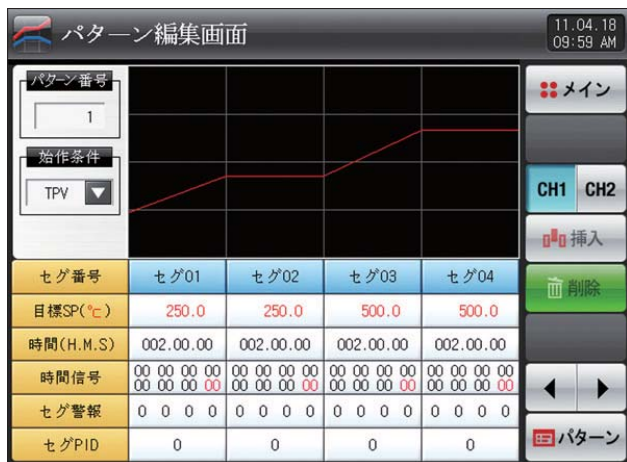 パターン編集画面
11.04.18
09:59 AM
パターン番号
1
始作条件
TPV
メイン
CH1 CH2
挿入
削除
パターン
セグ番号 セグ01 セグ02 セグ03 セグ04
目標SP(℃) 250.0 250.0 500.0 500.0
時間(H.M.S) 002.00.00 002.00.00 002.00.00 002.00.00
時間信号 00 00 00 00 00 00 00 00 00 00 00 00 00 00 00 00
00 00 00 00 00 00 00 00 00 00 00 00 00 00 00 00
セグ警報 0 0 0 0 0 0 0 0 0 0 0 0 0 0 0 0
セグPID 0 0 0 0